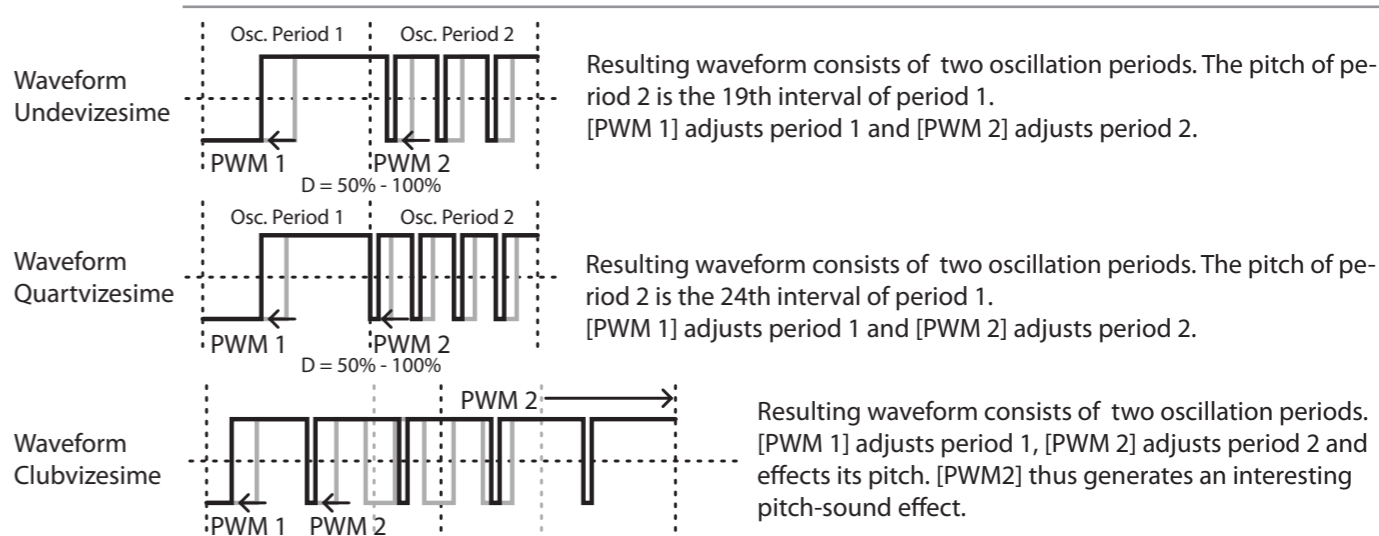 Osc. Period 1 Osc. Period 2
Waveform
Undevizesime
PWM 1 PWM 2
D = 50% - 100%
Resulting waveform consists of two oscillation periods. The pitch of pe-
riod 2 is the 19th interval of period 1.
[PWM 1] adjusts period 1 and [PWM 2] adjusts period 2.
Osc. Period 1 Osc. Period 2
Waveform
Quartvizesime
PWM 1 PWM 2
D = 50% - 100%
Resulting waveform consists of two oscillation periods. The pitch of pe-
riod 2 is the 24th interval of period 1.
[PWM 1] adjusts period 1 and [PWM 2] adjusts period 2.
PWM 2
Waveform
Clubvizesime
PWM 1 PWM 2
Resulting waveform consists of two oscillation periods.
[PWM 1] adjusts period 1, [PWM 2] adjusts period 2 and
effects its pitch. [PWM2] thus generates an interesting
pitch-sound effect.